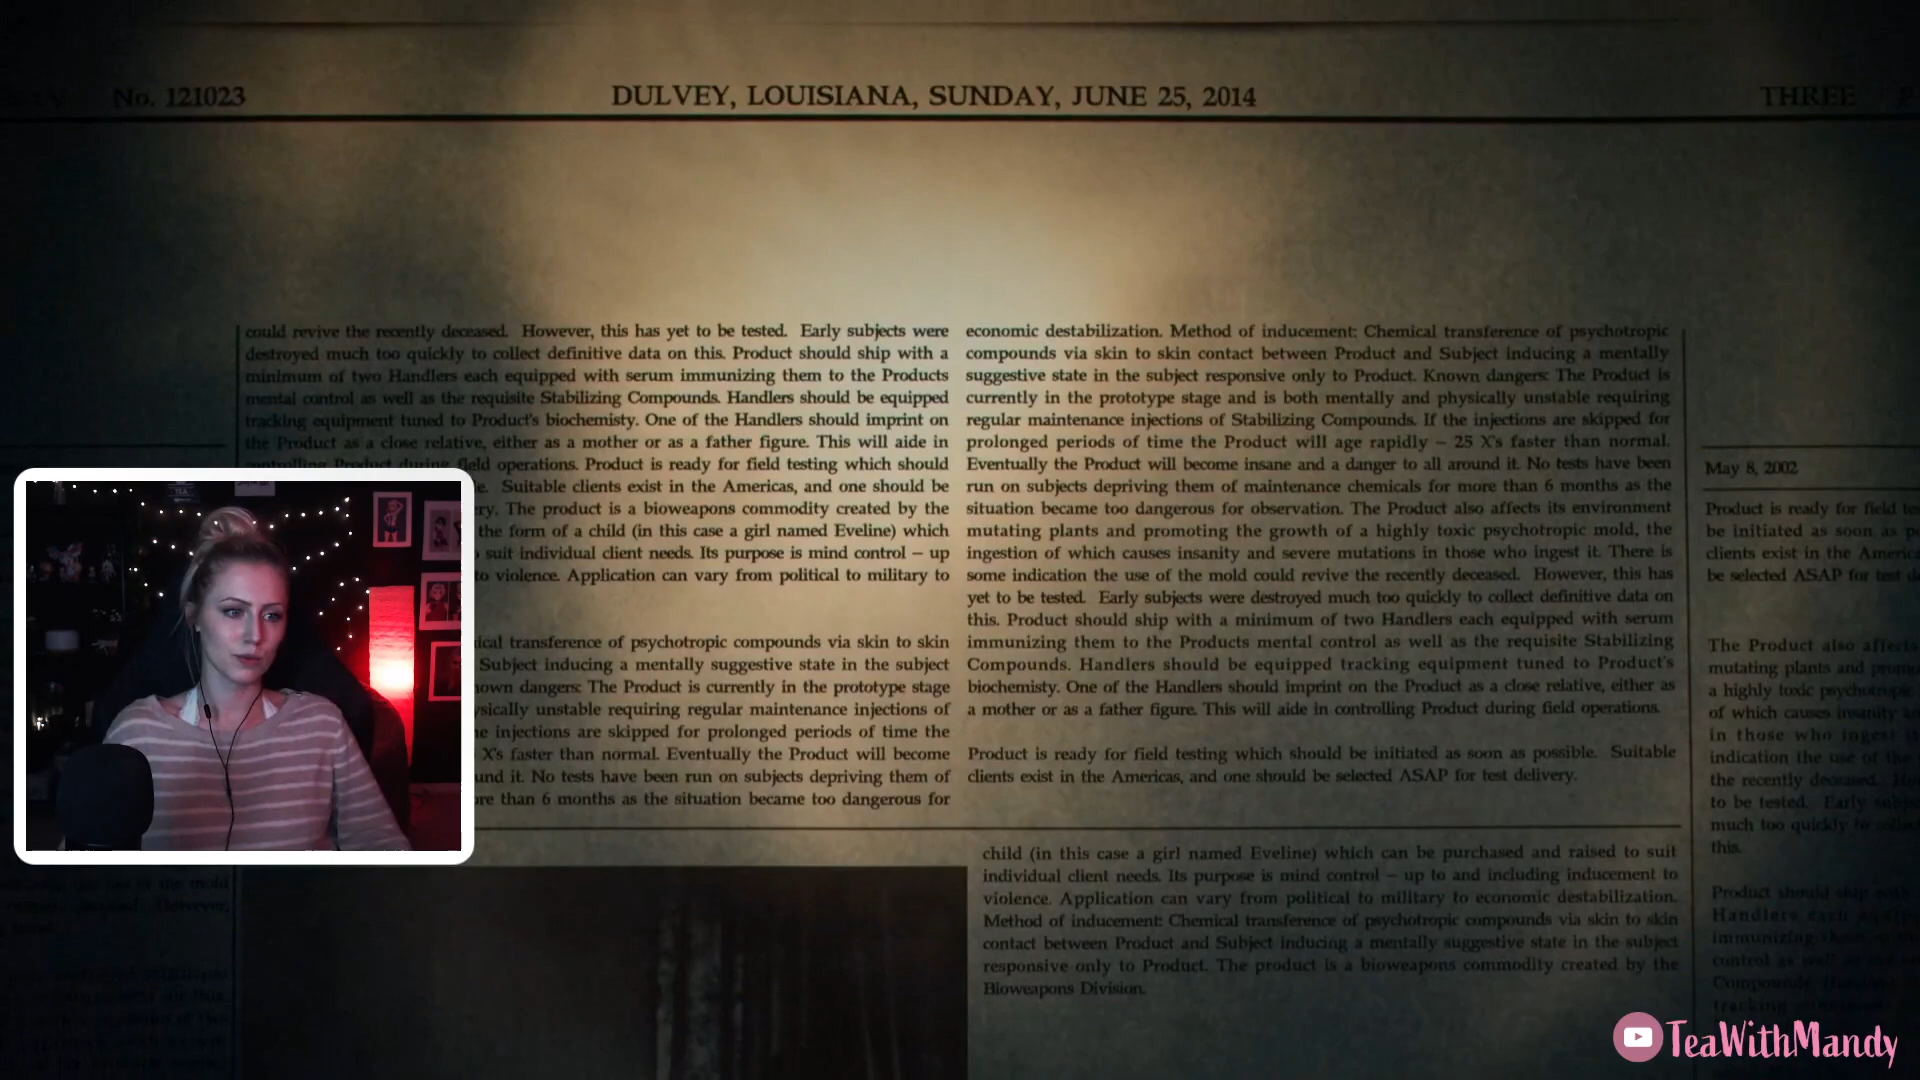 No. 121023
DULVEY, LOUISIANA, SUNDAY, JUNE 25, 2014
THREE
could revive the recently deceased. However, this has yet to be tested. Early subjects were
destroyed much too quickly to collect definitive data on this. Product should ship with a
minimum of two Handlers each equipped with serum immunizing them to the Products
mental control as well as the requisite Stabilizing Compounds. Handlers should be equipped
tracking equipment tuned to Product's biochemisty. One of the Handlers should imprint on
the Product as a close relative, either as a mother or as a father figure. This will aide in
controlling Product during field operations. Product is ready for field testing which should
Suitable clients exist in the Americas, and one should be
The product is a bioweapons commodity created by the
the form of a child (in this case a girl named Eveline) which
suit individual client needs. Its purpose is mind control – up
to violence. Application can vary from political to military to
transference of psychotropic compounds via skin to skin
Subject inducing a mentally suggestive state in the subject
dangers: The Product is currently in the prototype stage
unstable requiring regular maintenance injections of
injections are skipped for prolonged periods of time the
X's faster than normal. Eventually the Product will become
it. No tests have been run on subjects depriving them of
than 6 months as the situation became too dangerous for
economic destabilization. Method of inducement: Chemical transference of psychotropic
compounds via skin to skin contact between Product and Subject inducing a mentally
suggestive state in the subject responsive only to Product. Known dangers: The Product is
currently in the prototype stage and is both mentally and physically unstable requiring
regular maintenance injections of Stabilizing Compounds. If the injections are skipped for
prolonged periods of time the Product will age rapidly – 25 X's faster than normal.
Eventually the Product will become insane and a danger to all around it. No tests have been
run on subjects depriving them of maintenance chemicals for more than 6 months as the
situation became too dangerous for observation. The Product also affects its environment
mutating plants and promoting the growth of a highly toxic psychotropic mold, the
ingestion of which causes insanity and severe mutations in those who ingest it. There is
some indication the use of the mold could revive the recently deceased. However, this has
yet to be tested. Early subjects were destroyed much too quickly to collect definitive data on
this. Product should ship with a minimum of two Handlers each equipped with serum
immunizing them to the Products mental control as well as the requisite Stabilizing
Compounds. Handlers should be equipped tracking equipment tuned to Product's
biochemisty. One of the Handlers should imprint on the Product as a close relative, either as
a mother or as a father figure. This will aide in controlling Product during field operations.
Product is ready for field testing which should be initiated as soon as possible. Suitable
clients exist in the Americas, and one should be selected ASAP for test delivery.
child (in this case a girl named Eveline) which can be purchased and raised to suit
individual client needs. Its purpose is mind control – up to and including inducement to
violence. Application can vary from political to military to economic destabilization.
Method of inducement: Chemical transference of psychotropic compounds via skin to skin
contact between Product and Subject inducing a mentally suggestive state in the subject
responsive only to Product. The product is a bioweapons commodity created by the
Bioweapons Division.
May 8, 2002
Product is ready for field
be initiated as soon as
clients exist in the
be selected ASAP for test
The Product also affects
mutating plants and
a highly toxic psychotropic
of which causes insanity
in those who ingest
indication the use of the
the recently deceased.
to be tested. Early
much too quickly to
this.
Product should ship with
Handlers each
immunizing
control as
Compounds.
tracking
TeaWithMandy